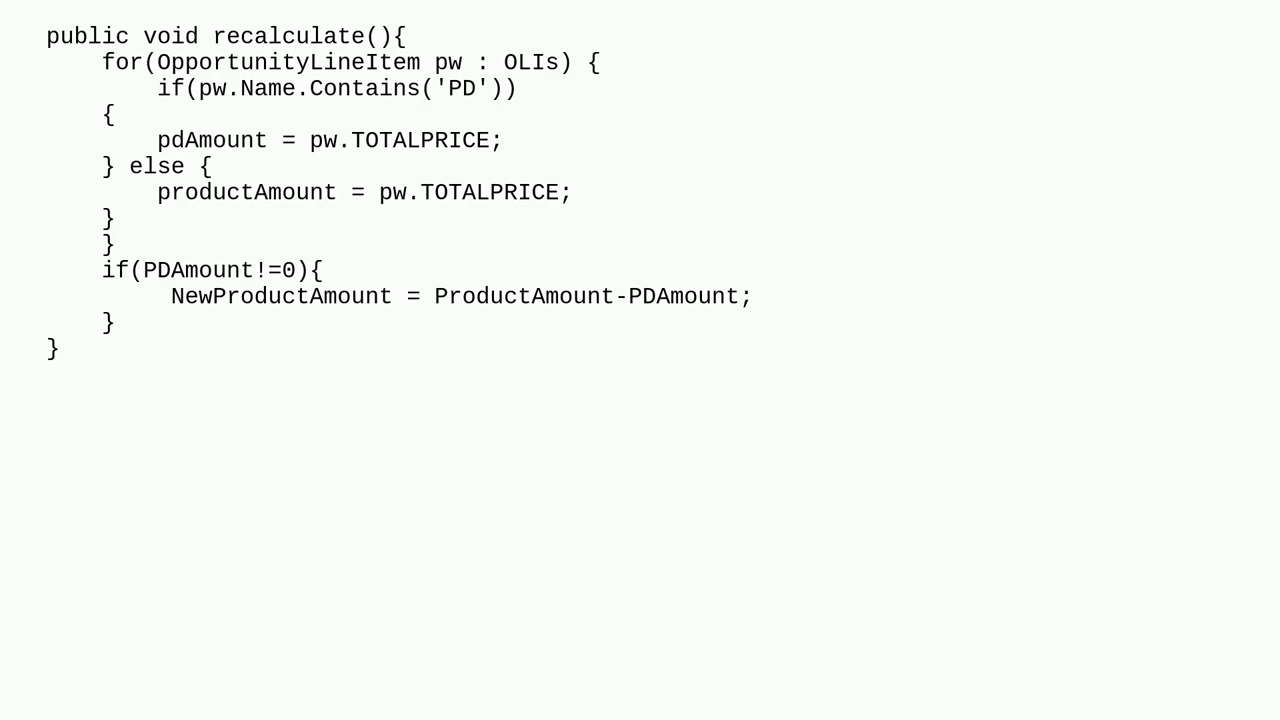 public void recalculate(){
    for(OpportunityLineItem pw : OLIs) {
        if(pw.Name.Contains('PD'))
    {
        pdAmount = pw.TOTALPRICE;
    } else {
        productAmount = pw.TOTALPRICE;
    }
    }
    if(PDAmount!=0){
         NewProductAmount = ProductAmount-PDAmount;
    }
}